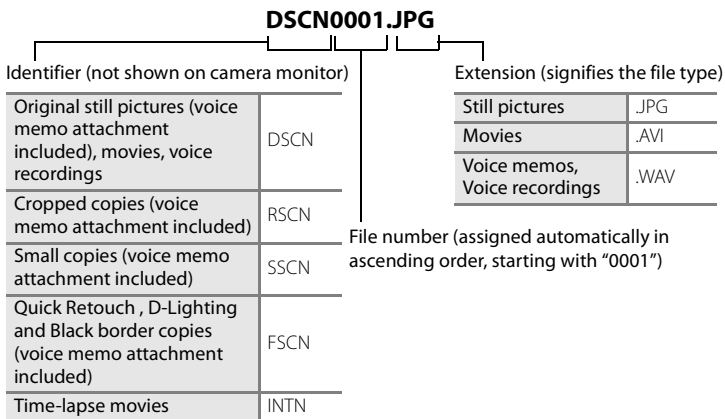 DSCN0001.JPG
Identifier (not shown on camera monitor)
Original still pictures (voice
memo attachment
included), movies, voice
recordings
DSCN
Cropped copies (voice
memo attachment included)
RSCN
Small copies (voice memo
attachment included)
SSCN
Quick Retouch , D-Lighting
and Black border copies
(voice memo attachment
included)
FSCN
Time-lapse movies
INTN
Extension (signifies the file type)
Still pictures
.JPG
Movies
.AVI
Voice memos,
Voice recordings
.WAV
File number (assigned automatically in
ascending order, starting with “0001”)